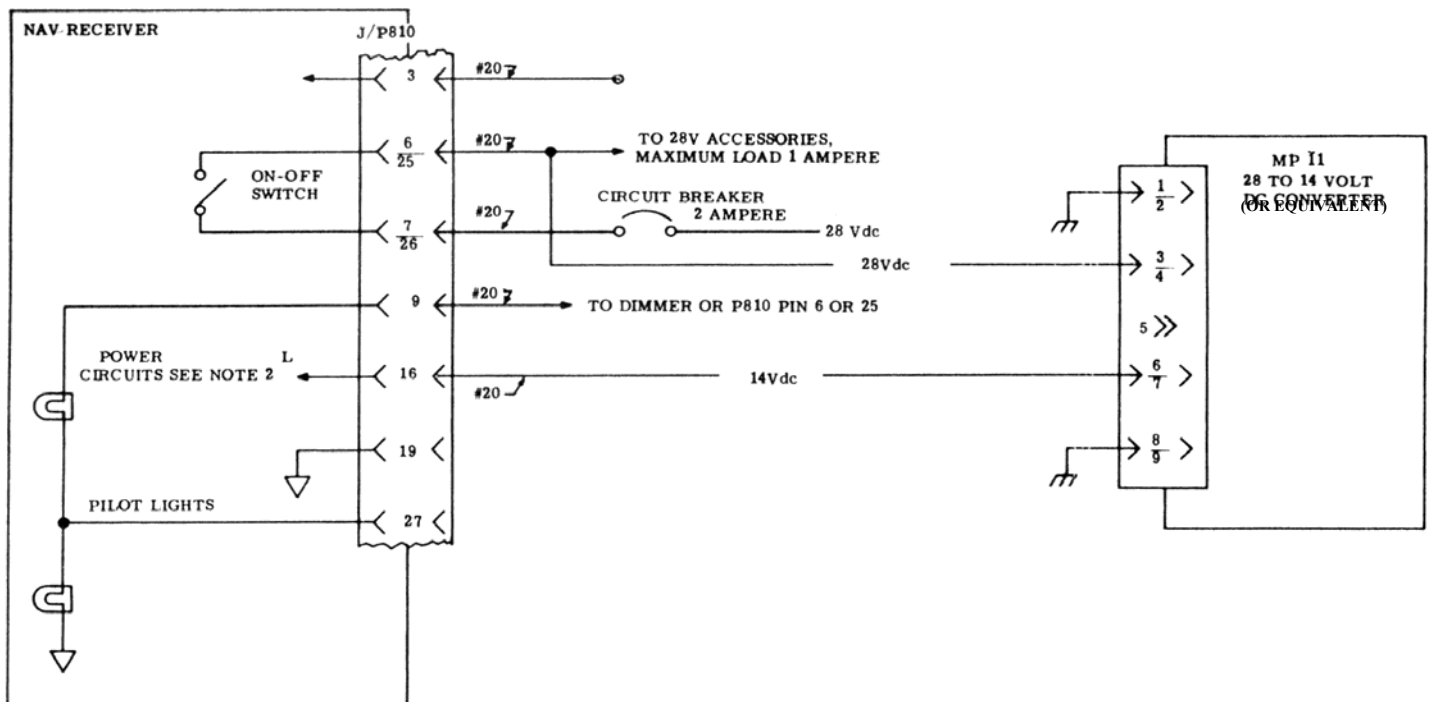 NAV RECEIVER
J/P810
3
#20
6
25
#20
TO 28V ACCESSORIES,
MAXIMUM LOAD 1 AMPERE
ON-OFF
SWITCH
7
26
#20
CIRCUIT BREAKER
2 AMPERE
28 Vdc
28Vdc
9
#20
TO DIMMER OR P810 PIN 6 OR 25
POWER L
CIRCUITS SEE NOTE 2
16
#20
14Vdc
19
PILOT LIGHTS
27
MP I1
28 TO 14 VOLT
DC CONVERTER
(OR EQUIVALENT)
1
2
3
4
5
6
7
8
9